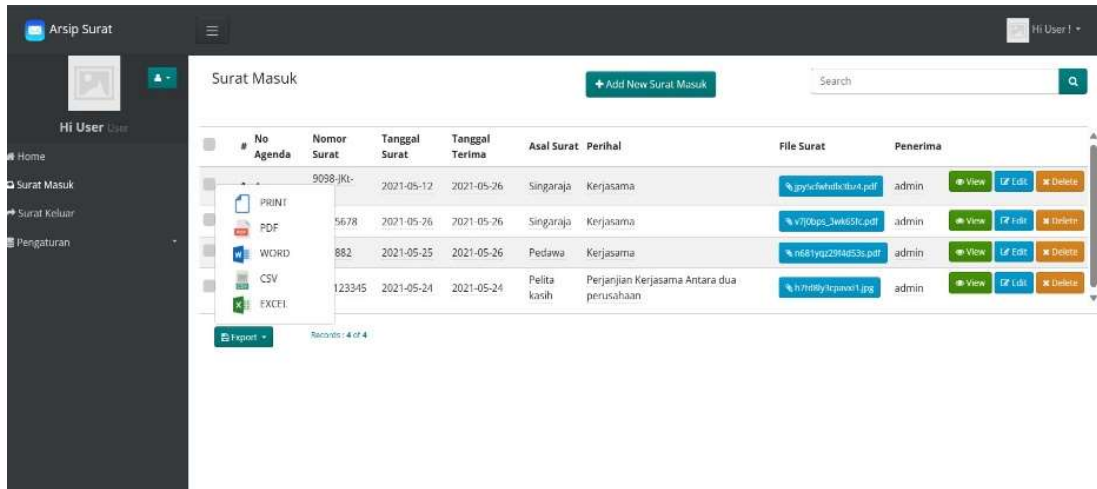 Arsip Surat
Hi User ! 
Surat Masuk
+ Add New Surat Masuk
Search
Hi User User
Home
Surat Masuk
Surat Keluar
Pengaturan
# No Agenda Nomor Surat Tanggal Surat Tanggal Terima Asal Surat Perihal File Surat Penerima
9098-JKt- 2021-05-12 2021-05-26 Singaraja Kerjasama admin View Edit Delete
5678 2021-05-26 2021-05-26 Singaraja Kerjasama admin View Edit Delete
882 2021-05-25 2021-05-26 Pedawa Kerjasama admin View Edit Delete
123345 2021-05-24 2021-05-24 Pelita kasih Perjanjian Kerjasama Antara dua perusahaan admin View Edit Delete
PRINT
PDF
WORD
CSV
EXCEL
Export
Records : 4 of 4